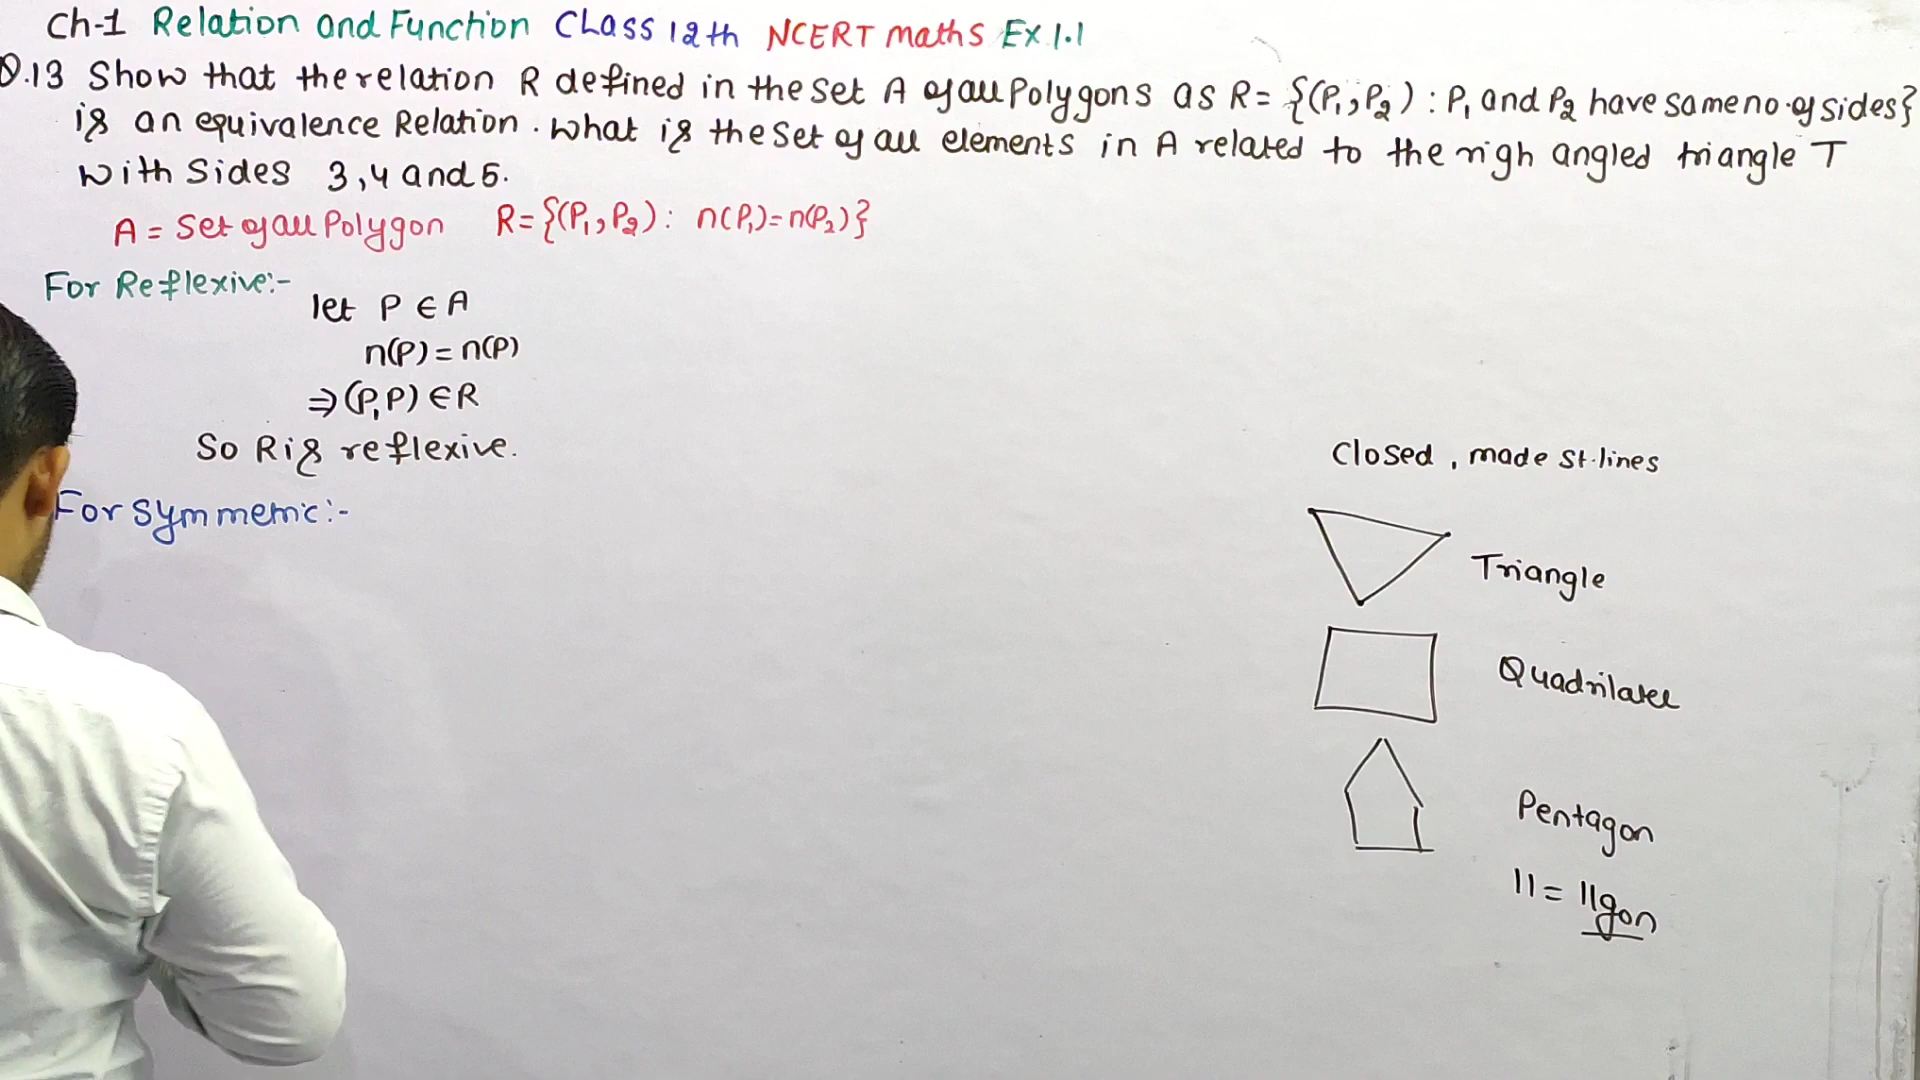 Ch-1 Relation and Function Class 12th NCERT maths Ex 1.1
Q.13 Show that the relation R defined in the set A of all Polygons as R= {(P₁,P₂) : P₁ and P₂ have same no. of sides}
is an equivalence Relation. What is the set of all elements in A related to the righ angled triangle T
with sides 3,4 and 5.
A = set of all Polygon R={(P₁,P₂): n(P₁)=n(P₂)}
For Reflexive:-
let P ∈ A
n(P)=n(P)
⇒(P,P) ∈R
So R is reflexive.
For symmetric:-
Closed, made st.lines
Triangle
Quadrilatel
Pentagon
11= 11gon